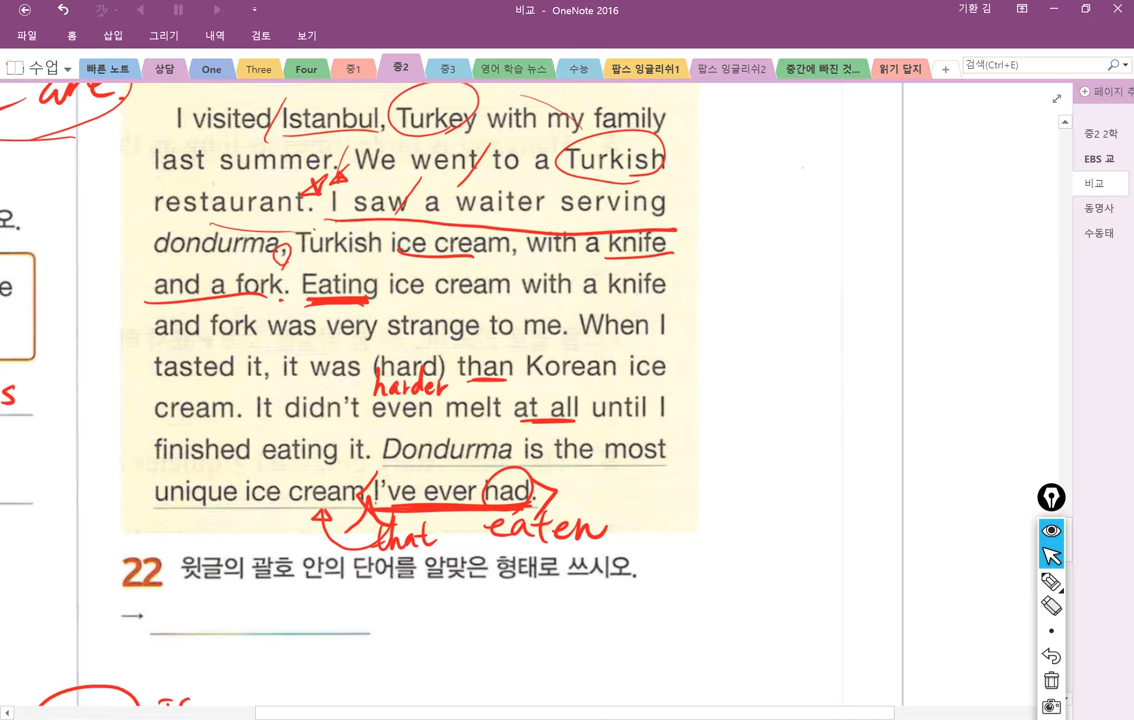 비교 - OneNote 2016
기환 김
파일 홈 삽입 그리기 내역 검토 보기
수업 빠른 노트 상담 One Three Four 중1 중2 중3 영어 학습 뉴스 수능 팝스 잉글리쉬1 팝스 잉글리쉬2 중간에 빠진 것... 읽기 답지 + 검색(Ctrl+E)
페이지 추
중2 2학
EBS 교
비교
동명사
수동태
are.
I visited Istanbul, Turkey with my family
last summer. We went to a Turkish
restaurant. I saw a waiter serving
오.
dondurma, Turkish ice cream, with a knife
e
and a fork. Eating ice cream with a knife
and fork was very strange to me. When I
tasted it, it was (hard) than Korean ice
harder
s
cream. It didn't even melt at all until I
finished eating it. Dondurma is the most
unique ice cream I've ever had.
that eaten
22 윗글의 괄호 안의 단어를 알맞은 형태로 쓰시오.
→